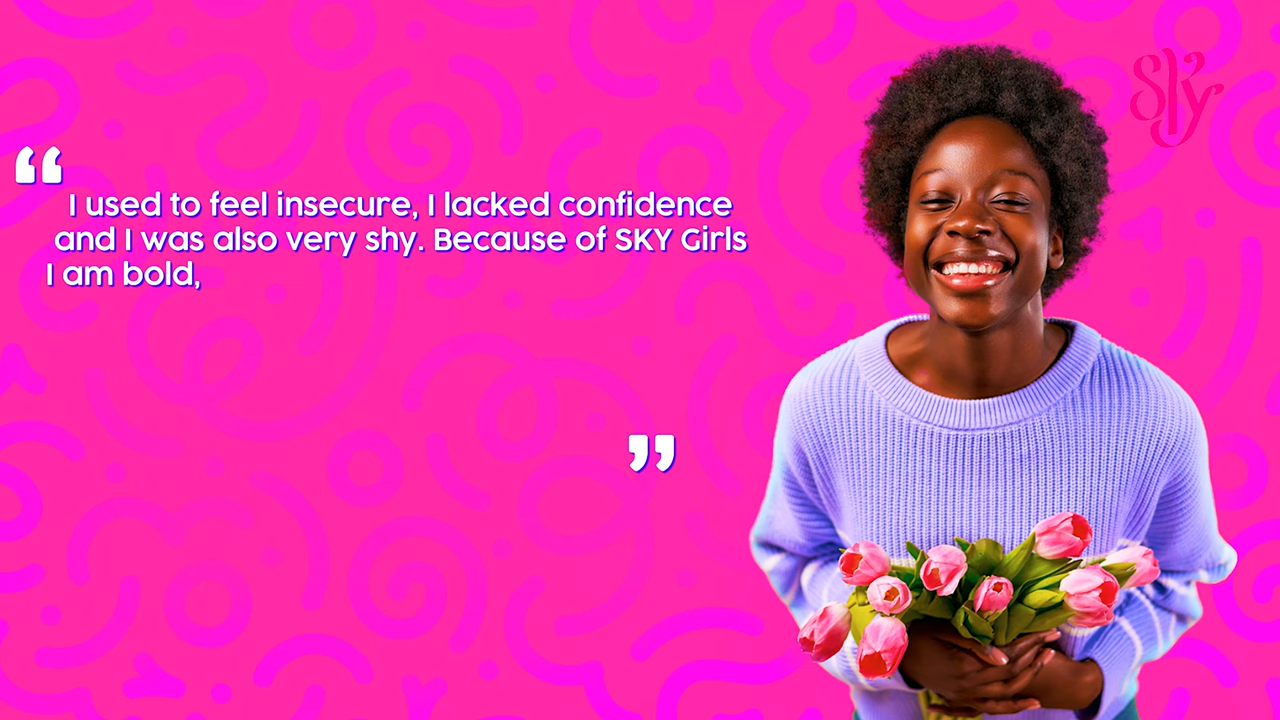 Sky
“
I used to feel insecure, I lacked confidence
and I was also very shy. Because of SKY Girls
I am bold,
”